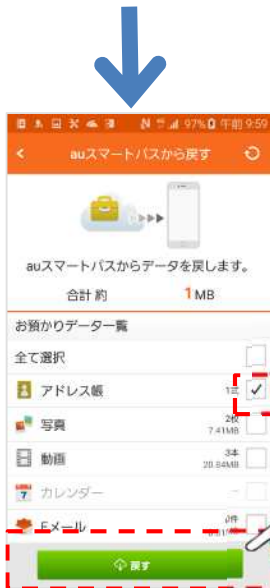 97% 午前 9:59
auスマートパスから戻す
auスマートパスからデータを戻します。
合計 約 1 MB
お預かりデータ一覧
全て選択
アドレス帳
写真 2枚
7.41MB
動画 3本
20.84MB
7 カレンダー -
Eメール
戻す